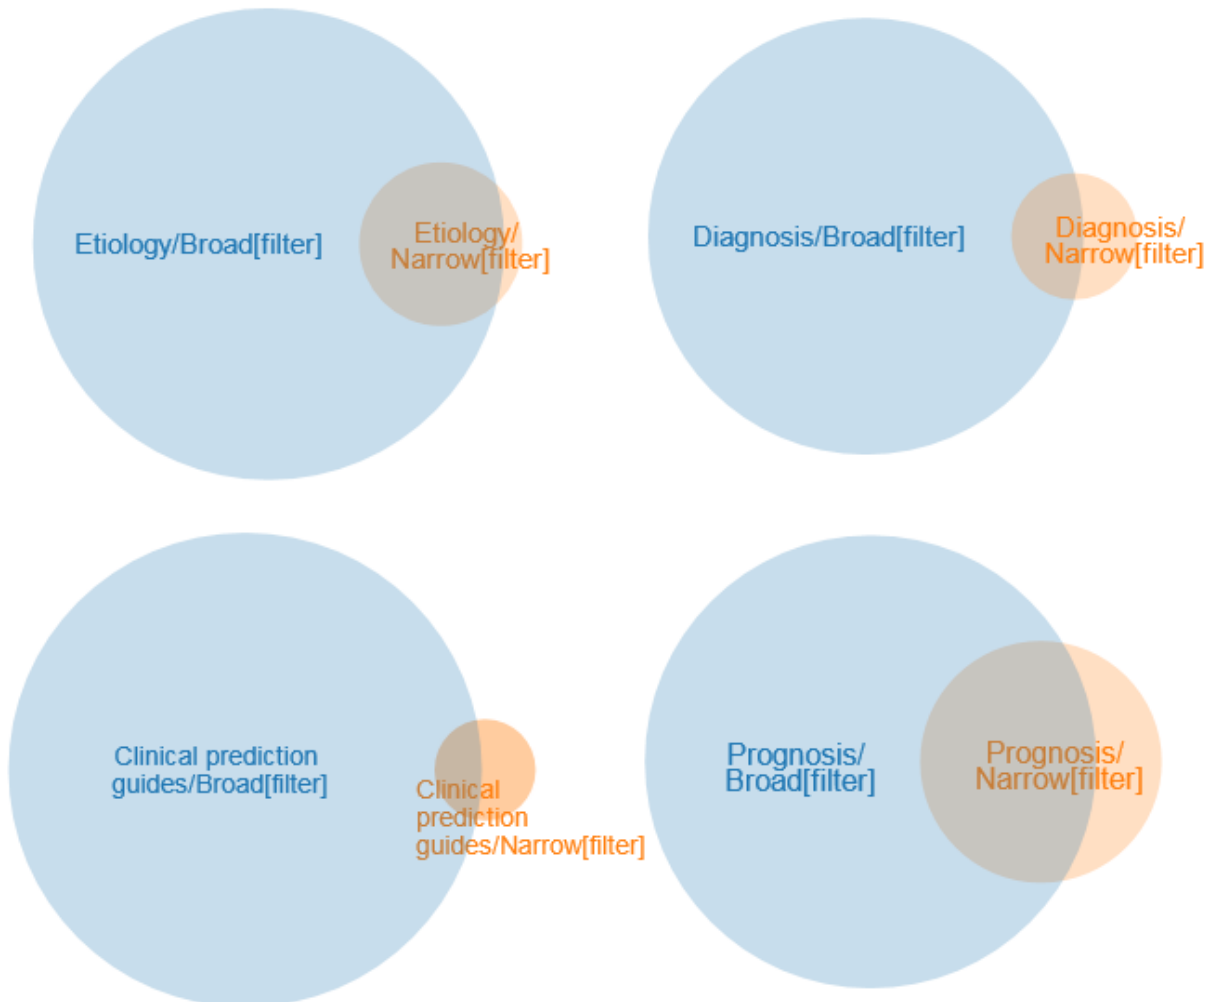 Etiology/Broad[filter]
Etiology/
Narrow[filter]
Diagnosis/Broad[filter]
Diagnosis/
Narrow[filter]
Clinical prediction
guides/Broad[filter]
Clinical
prediction
guides/Narrow[filter]
Prognosis/
Broad[filter]
Prognosis/
Narrow[filter]